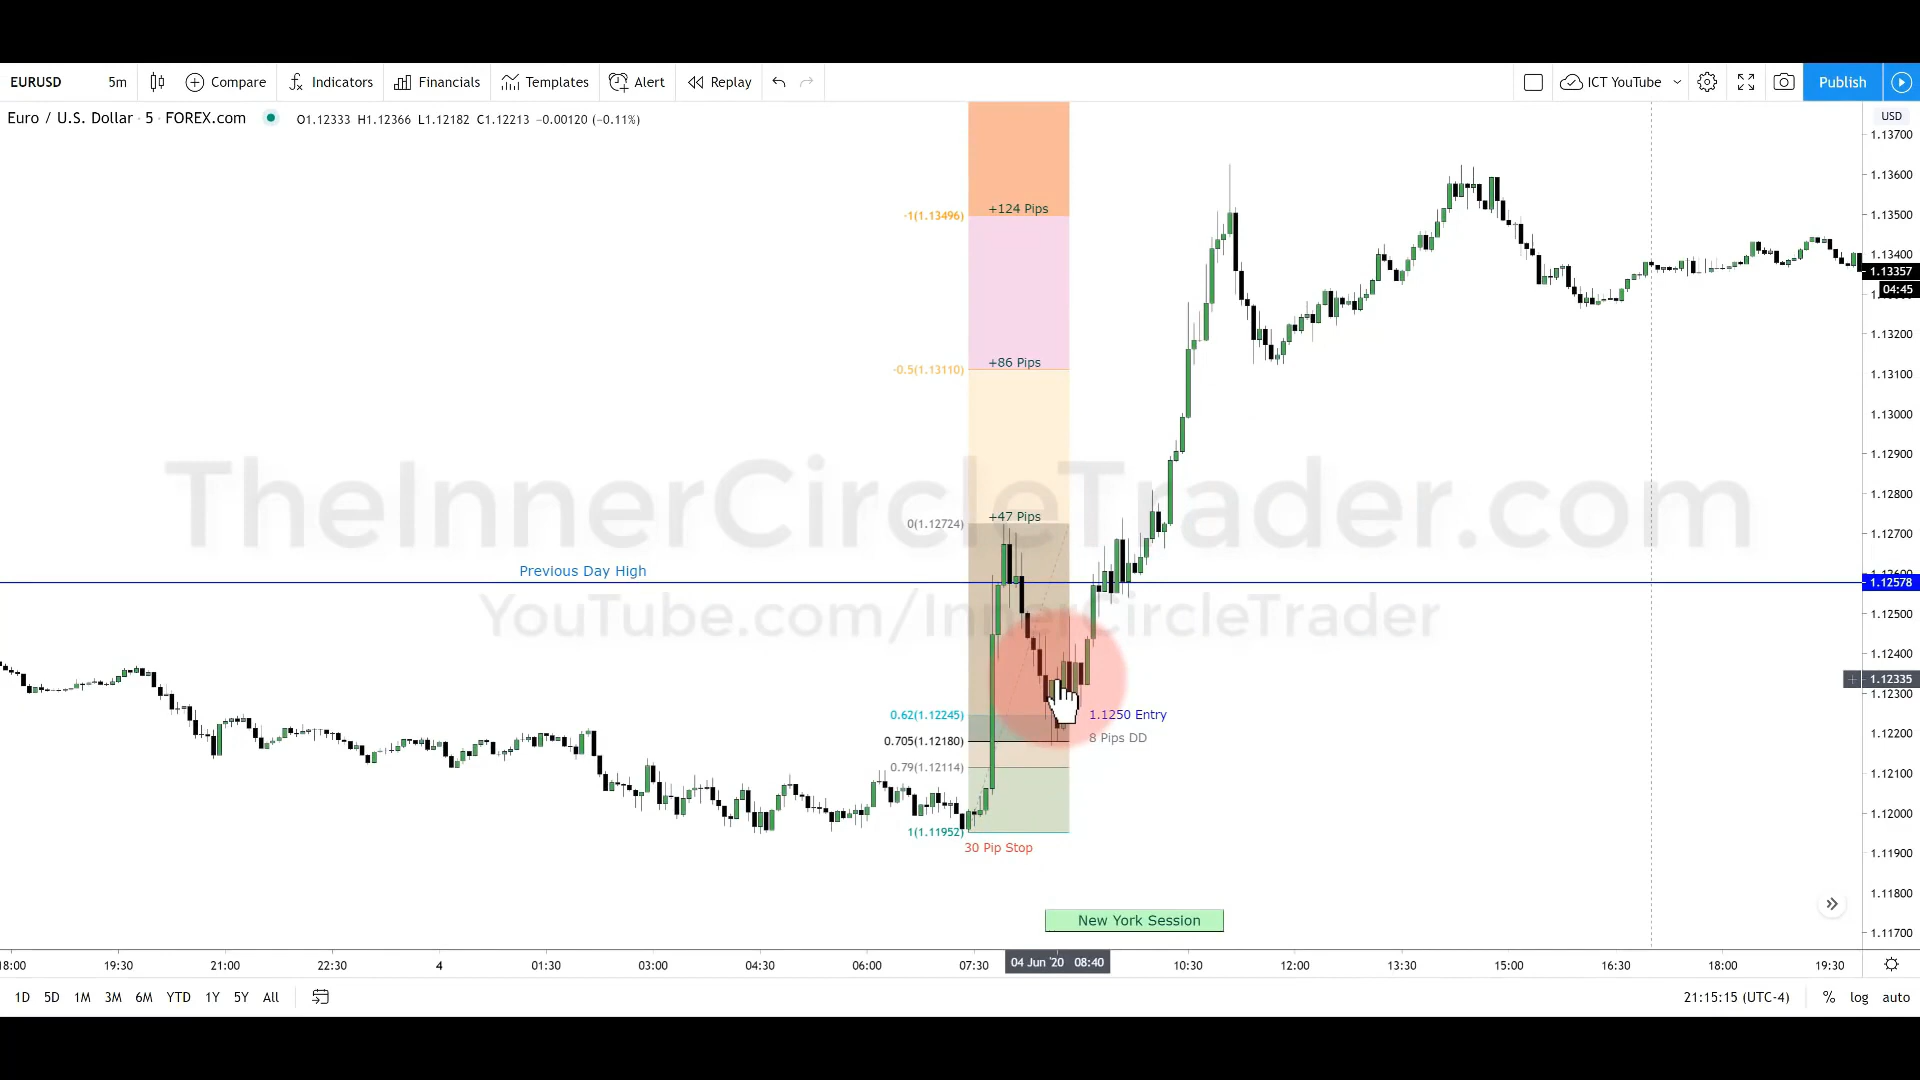 EURUSD 5m Compare Indicators Financials Templates Alert Replay ICT YouTube Publish
Euro / U.S. Dollar · 5 · FOREX.com O1.12333 H1.12366 L1.12182 C1.12213 −0.00120 (−0.11%)
USD
1.13700
1.13600
1.13500
1.13400
1.13357
04:45
1.13200
1.13100
1.13000
1.12900
1.12800
1.12700
1.12578
1.12500
1.12400
1.12335
1.12300
1.12200
1.12100
1.12000
1.11900
1.11800
1.11700
+124 Pips
-1(1.13496)
+86 Pips
-0.5(1.13110)
TheInnerCircleTrader.com
+47 Pips
0(1.12724)
Previous Day High
YouTube.com/InnerCircleTrader
0.62(1.12245)
1.1250 Entry
0.705(1.12180)
8 Pips DD
0.79(1.12114)
1(1.11952)
30 Pip Stop
New York Session
18:00 19:30 21:00 22:30 4 01:30 03:00 04:30 06:00 07:30 04 Jun '20 08:40 10:30 12:00 13:30 15:00 16:30 18:00 19:30
1D 5D 1M 3M 6M YTD 1Y 5Y All 21:15:15 (UTC-4) % log auto